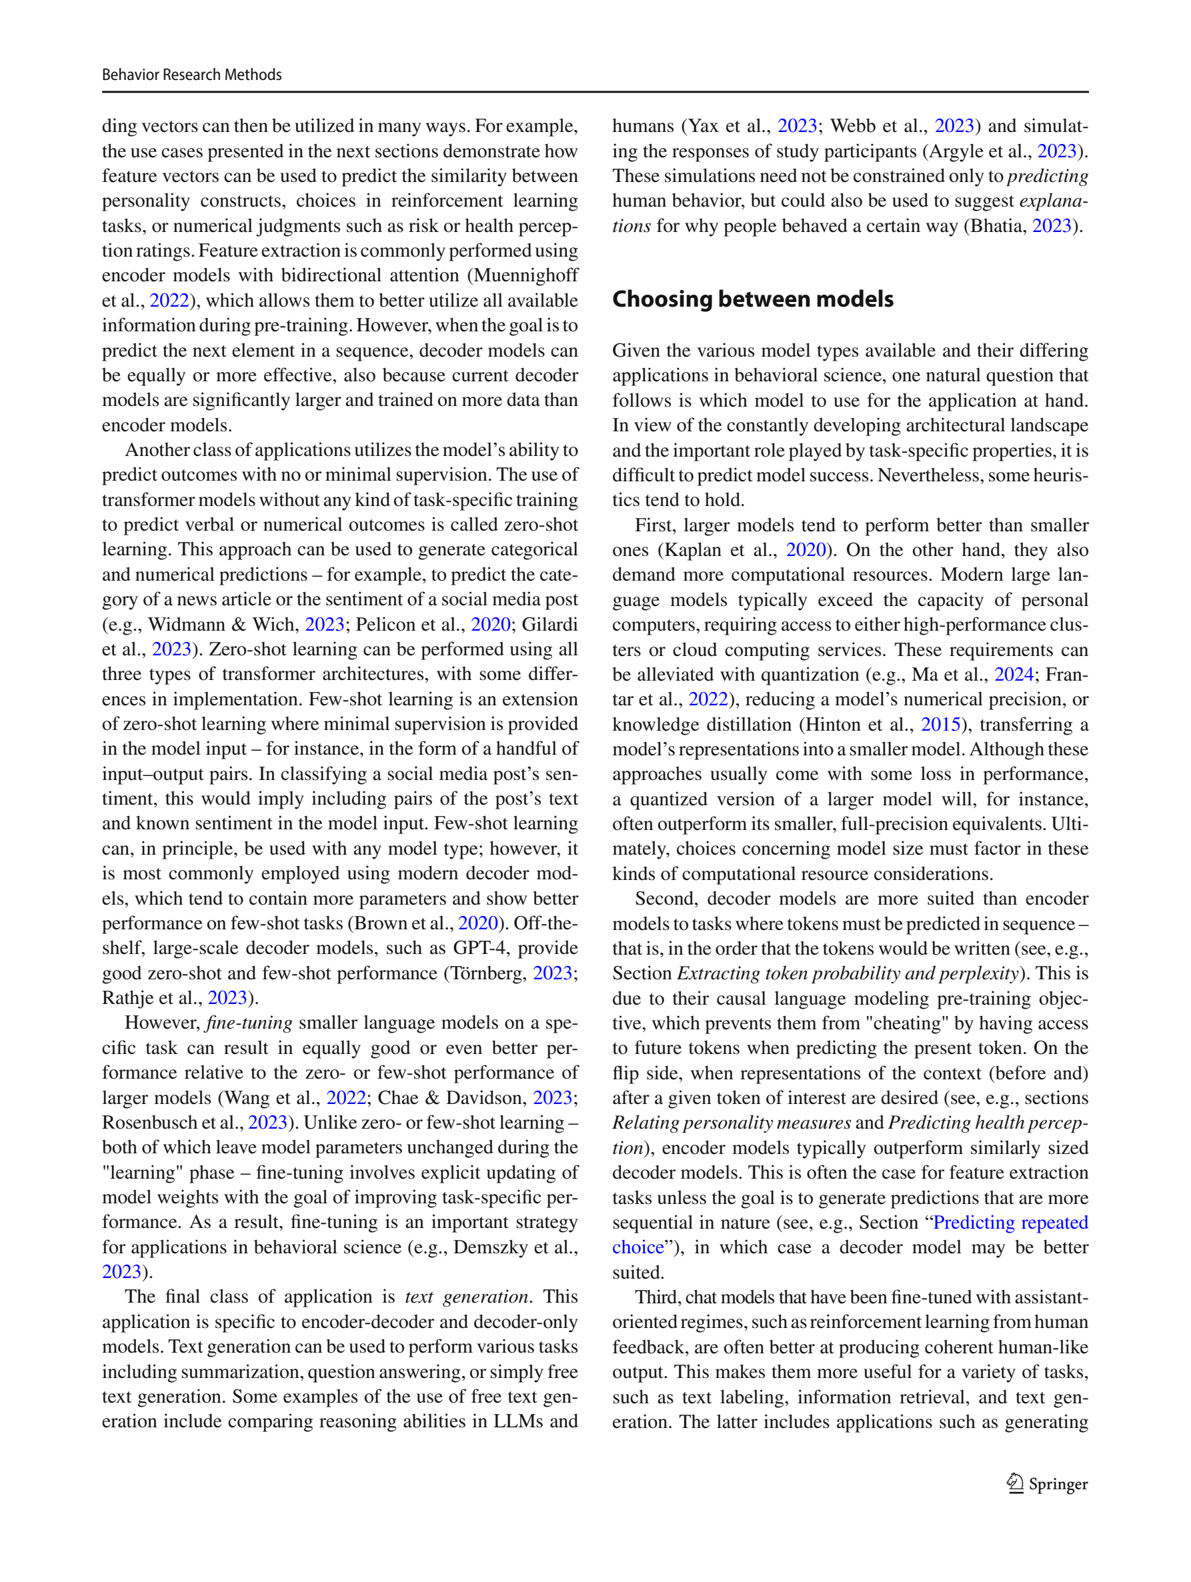 Behavior Research Methods
ding vectors can then be utilized in many ways. For example,
the use cases presented in the next sections demonstrate how
feature vectors can be used to predict the similarity between
personality constructs, choices in reinforcement learning
tasks, or numerical judgments such as risk or health percep-
tion ratings. Feature extraction is commonly performed using
encoder models with bidirectional attention (Muennighoff
et al., 2022), which allows them to better utilize all available
information during pre-training. However, when the goal is to
predict the next element in a sequence, decoder models can
be equally or more effective, also because current decoder
models are significantly larger and trained on more data than
encoder models.
Another class of applications utilizes the model's ability to
predict outcomes with no or minimal supervision. The use of
transformer models without any kind of task-specific training
to predict verbal or numerical outcomes is called zero-shot
learning. This approach can be used to generate categorical
and numerical predictions – for example, to predict the cate-
gory of a news article or the sentiment of a social media post
(e.g., Widmann & Wich, 2023; Pelicon et al., 2020; Gilardi
et al., 2023). Zero-shot learning can be performed using all
three types of transformer architectures, with some differ-
ences in implementation. Few-shot learning is an extension
of zero-shot learning where minimal supervision is provided
in the model input – for instance, in the form of a handful of
input–output pairs. In classifying a social media post's sen-
timent, this would imply including pairs of the post's text
and known sentiment in the model input. Few-shot learning
can, in principle, be used with any model type; however, it
is most commonly employed using modern decoder mod-
els, which tend to contain more parameters and show better
performance on few-shot tasks (Brown et al., 2020). Off-the-
shelf, large-scale decoder models, such as GPT-4, provide
good zero-shot and few-shot performance (Törnberg, 2023;
Rathje et al., 2023).
However, fine-tuning smaller language models on a spe-
cific task can result in equally good or even better per-
formance relative to the zero- or few-shot performance of
larger models (Wang et al., 2022; Chae & Davidson, 2023;
Rosenbusch et al., 2023). Unlike zero- or few-shot learning –
both of which leave model parameters unchanged during the
"learning" phase – fine-tuning involves explicit updating of
model weights with the goal of improving task-specific per-
formance. As a result, fine-tuning is an important strategy
for applications in behavioral science (e.g., Demszky et al.,
2023).
The final class of application is text generation. This
application is specific to encoder-decoder and decoder-only
models. Text generation can be used to perform various tasks
including summarization, question answering, or simply free
text generation. Some examples of the use of free text gen-
eration include comparing reasoning abilities in LLMs and
humans (Yax et al., 2023; Webb et al., 2023) and simulat-
ing the responses of study participants (Argyle et al., 2023).
These simulations need not be constrained only to predicting
human behavior, but could also be used to suggest explana-
tions for why people behaved a certain way (Bhatia, 2023).
Choosing between models
Given the various model types available and their differing
applications in behavioral science, one natural question that
follows is which model to use for the application at hand.
In view of the constantly developing architectural landscape
and the important role played by task-specific properties, it is
difficult to predict model success. Nevertheless, some heuris-
tics tend to hold.
First, larger models tend to perform better than smaller
ones (Kaplan et al., 2020). On the other hand, they also
demand more computational resources. Modern large lan-
guage models typically exceed the capacity of personal
computers, requiring access to either high-performance clus-
ters or cloud computing services. These requirements can
be alleviated with quantization (e.g., Ma et al., 2024; Fran-
tar et al., 2022), reducing a model's numerical precision, or
knowledge distillation (Hinton et al., 2015), transferring a
model's representations into a smaller model. Although these
approaches usually come with some loss in performance,
a quantized version of a larger model will, for instance,
often outperform its smaller, full-precision equivalents. Ulti-
mately, choices concerning model size must factor in these
kinds of computational resource considerations.
Second, decoder models are more suited than encoder
models to tasks where tokens must be predicted in sequence –
that is, in the order that the tokens would be written (see, e.g.,
Section Extracting token probability and perplexity). This is
due to their causal language modeling pre-training objec-
tive, which prevents them from "cheating" by having access
to future tokens when predicting the present token. On the
flip side, when representations of the context (before and)
after a given token of interest are desired (see, e.g., sections
Relating personality measures and Predicting health percep-
tion), encoder models typically outperform similarly sized
decoder models. This is often the case for feature extraction
tasks unless the goal is to generate predictions that are more
sequential in nature (see, e.g., Section “Predicting repeated
choice”), in which case a decoder model may be better
suited.
Third, chat models that have been fine-tuned with assistant-
oriented regimes, such as reinforcement learning from human
feedback, are often better at producing coherent human-like
output. This makes them more useful for a variety of tasks,
such as text labeling, information retrieval, and text gen-
eration. The latter includes applications such as generating
Springer